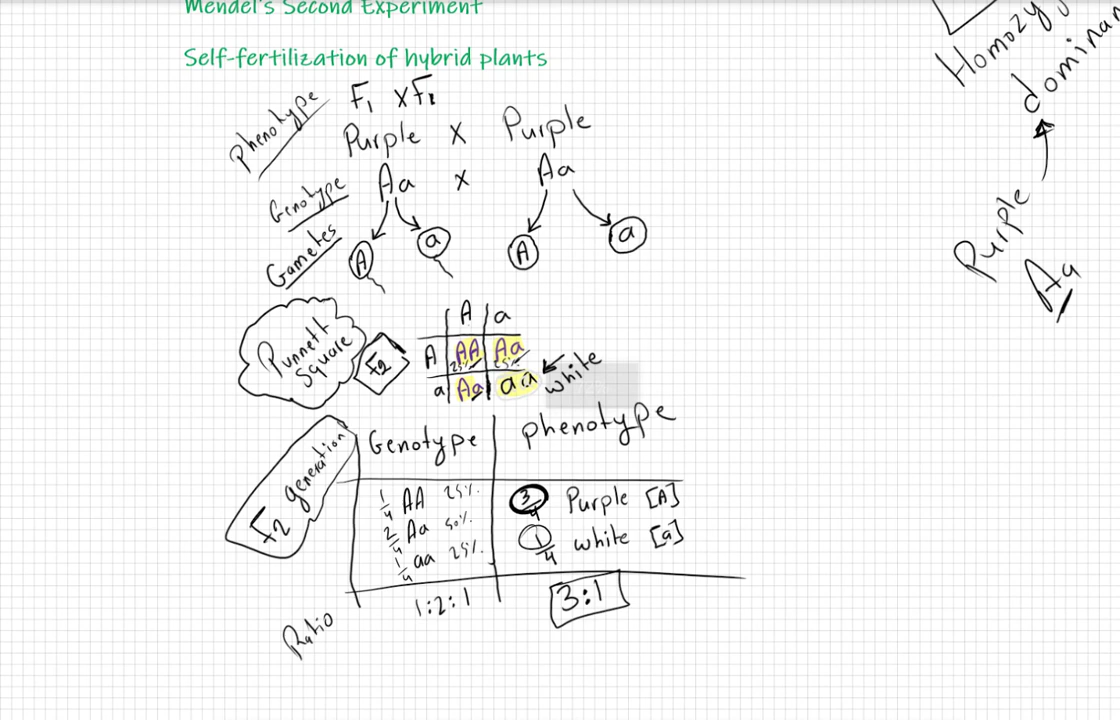 Mendel's Second Experiment
Self-fertilization of hybrid plants
Phenotype F1 x F1
Purple x Purple
Genotype Aa x Aa
Gametes A a A a
Punnett Square
F2
A a
A AA Aa
25% 25%
a Aa aa white
F2 generation
Genotype phenotype
1/4 AA 25% 3/4 Purple [A]
2/4 Aa 50% 1/4 white [a]
1/4 aa 25%
Ratio 1:2:1 3:1
Purple
Aa